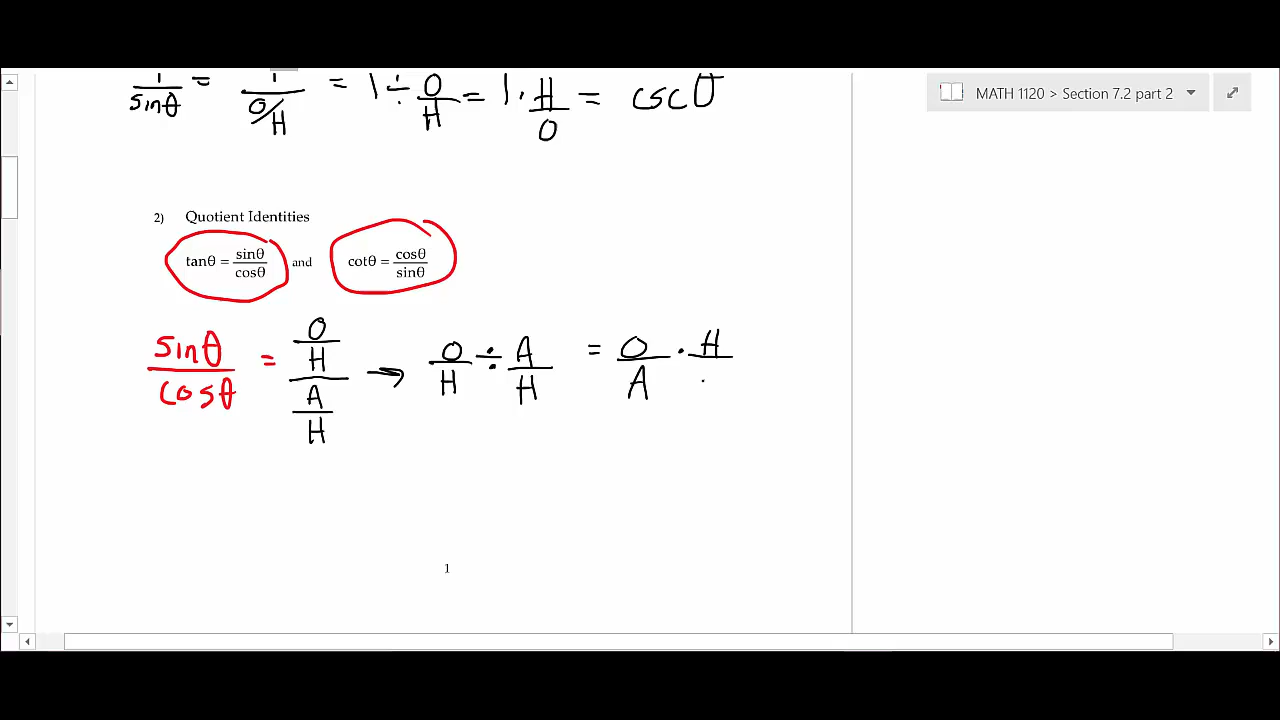 MATH 1120 > Section 7.2 part 2
1/sinθ = 1/(O/H) = 1 ÷ O/H = 1 · H/O = cscθ
2) Quotient Identities
tanθ = sinθ/cosθ and cotθ = cosθ/sinθ
sinθ/cosθ = (O/H)/(A/H) → O/H ÷ A/H = O/A · H/
1